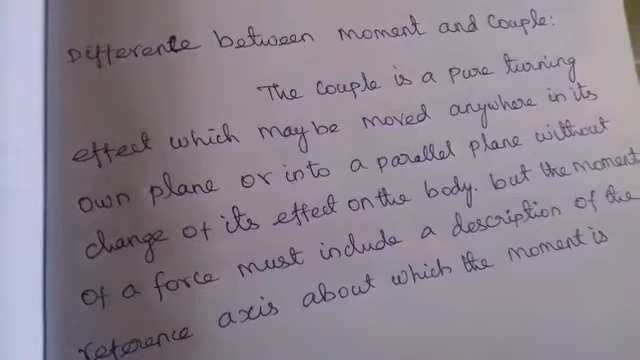 Difference between moment and couple:
The couple is a pure turning
effect which may be moved anywhere in its
own plane or into a parallel plane without
change of its effect on the body. but the moment
of a force must include a description of the
reference axis about which the moment is